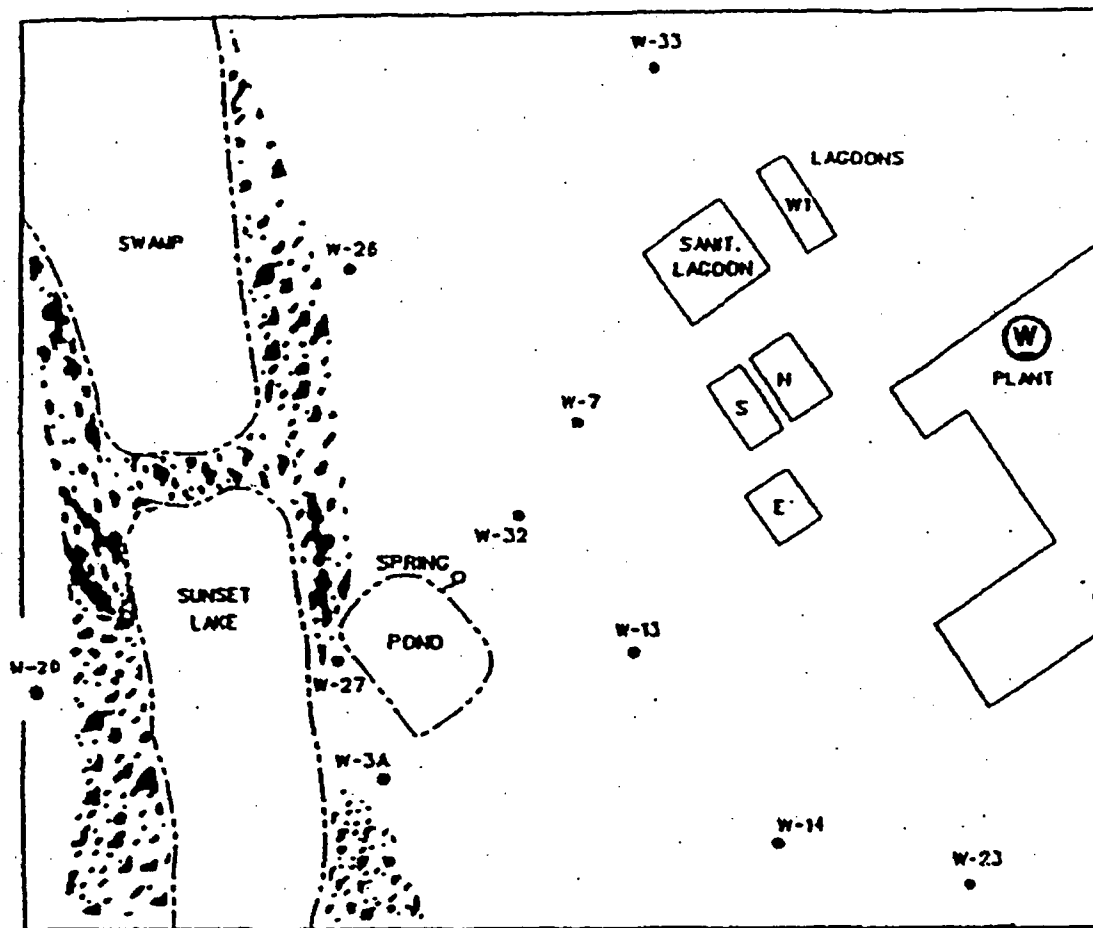 W-33
LAGOONS
WT
SWAMP
SANIT.
LAGOON
W-26
W
PLANT
H
S
W-7
E
W-32
SPRING
SUNSET
LAKE
POND
W-13
W-20
W-27
W-3A
W-14
W-23